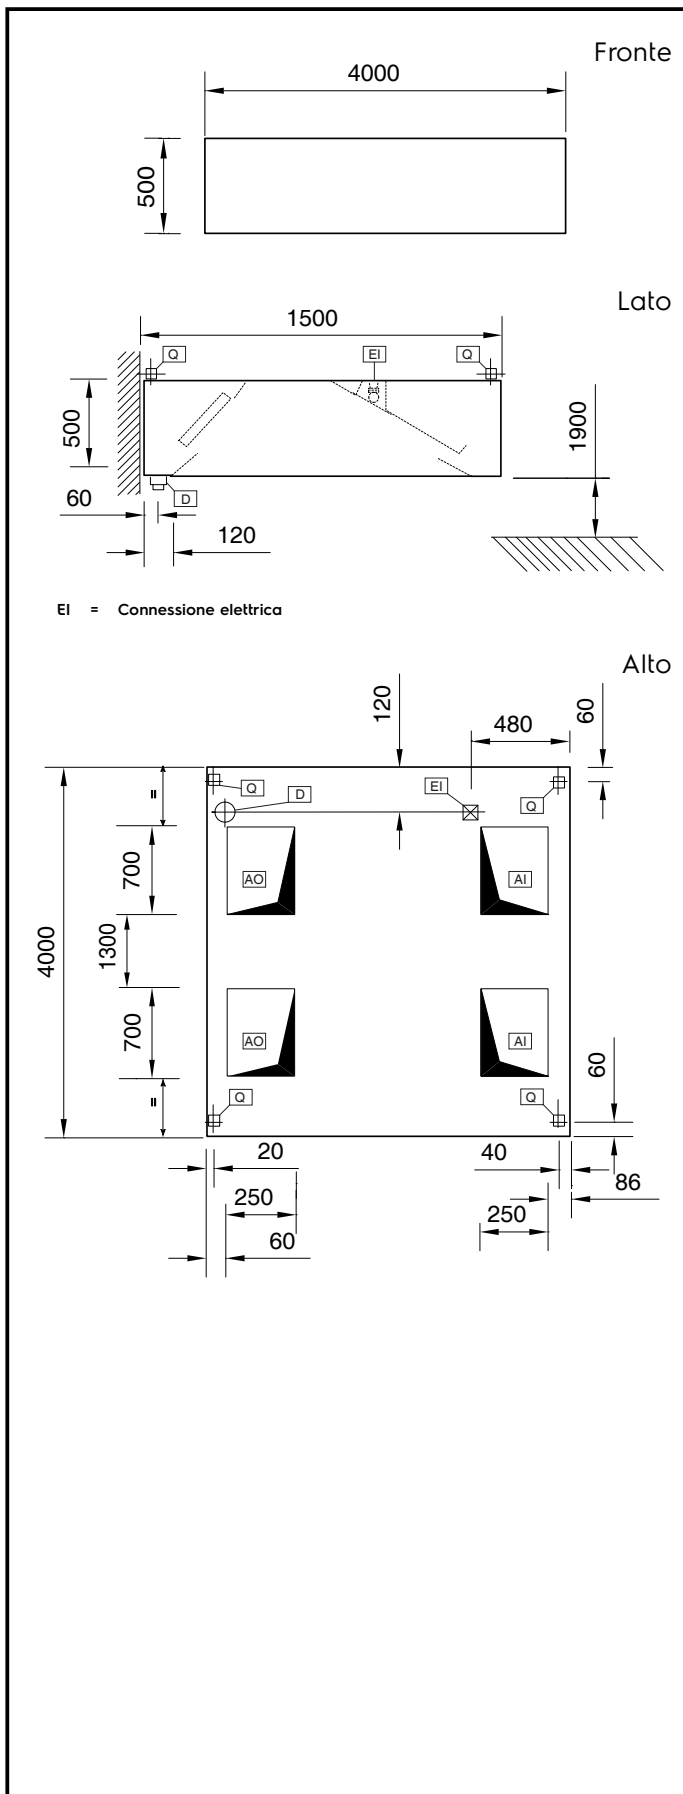 Fronte
4000
500
Lato
1500
Q
EI
Q
500
1900
60
D
120
EI = Connessione elettrica
Alto
120
480
60
=
Q
D
EI
Q
700
AO
AI
4000
1300
700
AO
AI
60
=
Q
Q
20
40
86
250
250
60